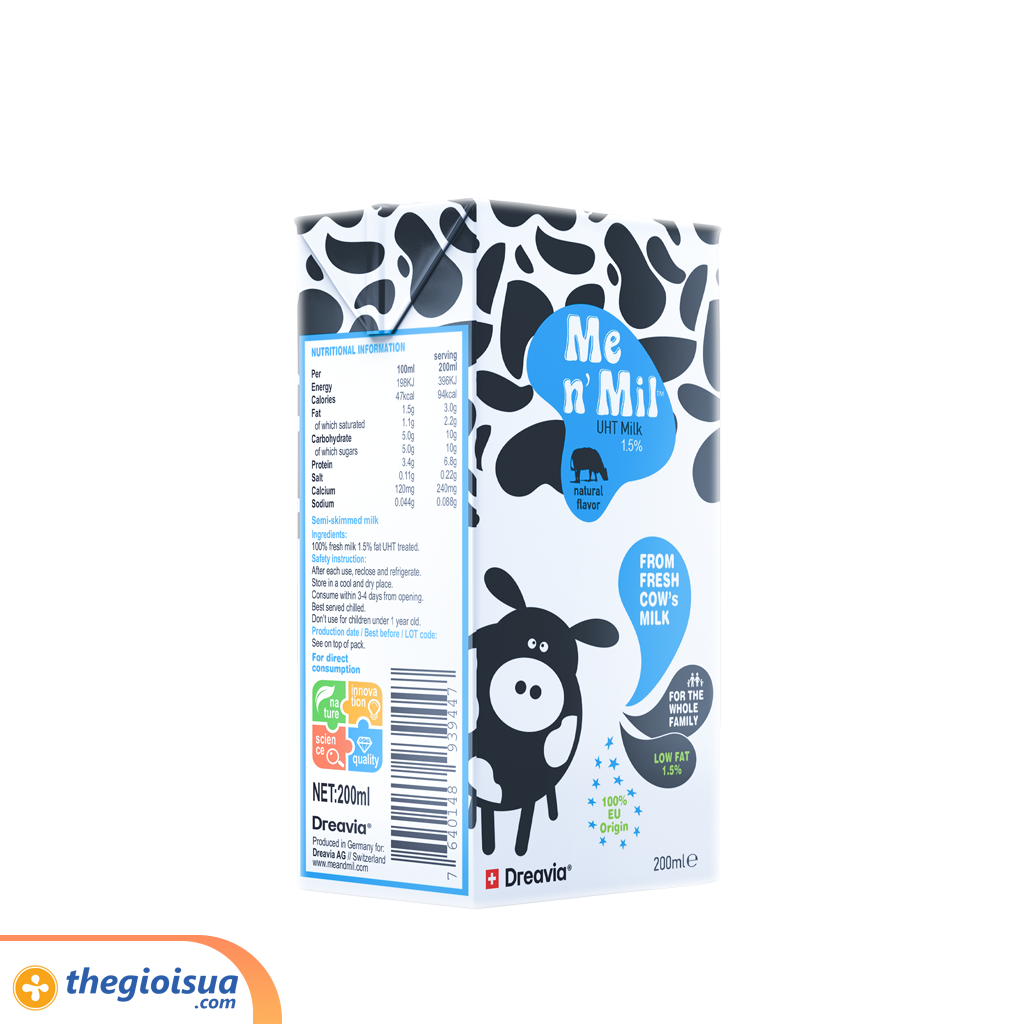 NUTRITIONAL INFORMATION
serving
Per 100ml 200ml
Energy 198KJ 396KJ
Calories 47kcal 94kcal
Fat 1.5g 3.0g
of which saturated 1.1g 2.2g
Carbohydrate 5.0g 10g
of which sugars 5.0g 10g
Protein 3.4g 6.8g
Salt 0.11g 0.22g
Calcium 120mg 240mg
Sodium 0.044g 0.088g
Semi-skimmed milk
Ingredients:
100% fresh milk 1.5% fat UHT treated.
Safety instruction:
After each use, reclose and refrigerate.
Store in a cool and dry place.
Consume within 3-4 days from opening.
Best served chilled.
Don't use for children under 1 year old.
Production date / Best before / LOT code:
See on top of pack.
For direct
consumption
na
ture
innova
tion
scien
ce
quality
NET:200ml
Dreavia®
Produced in Germany for:
Dreavia AG // Switzerland
www.meandmil.com
7 640148 939447
Me
n' Mil™
UHT Milk
1.5%
natural
flavor
FROM
FRESH
COW's
MILK
FOR THE
WHOLE
FAMILY
LOW FAT
1.5%
100%
EU
Origin
Dreavia®
200ml℮
thegioisua
.com